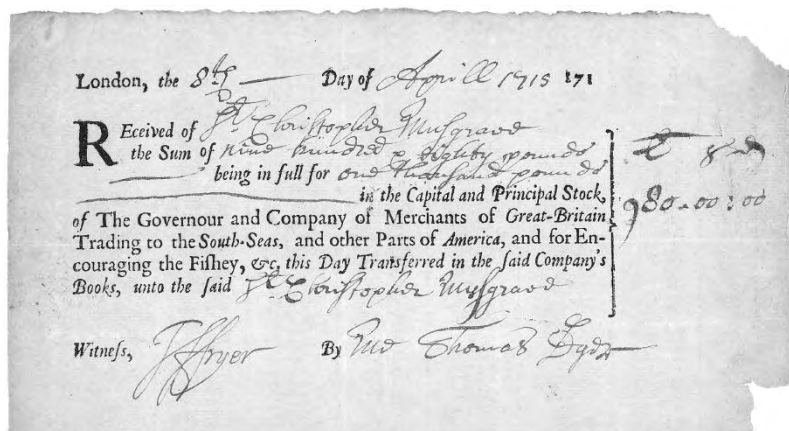 London, the 8th Day of Aprill 1715 171
REceived of Sr. Christopher Musgrave
the Sum of nine hundred & Eighty pounds
being in full for one thousand pounds
in the Capital and Principal Stock,
of The Governour and Company of Merchants of Great-Britain
Trading to the South-Seas, and other Parts of America, and for En-
couraging the Fiſhey, &c, this Day Transferred in the ſaid Company's
Books, unto the ſaid Sr. Christopher Musgrave
£ s d
980-00:00
Witneſs, By me Thomas